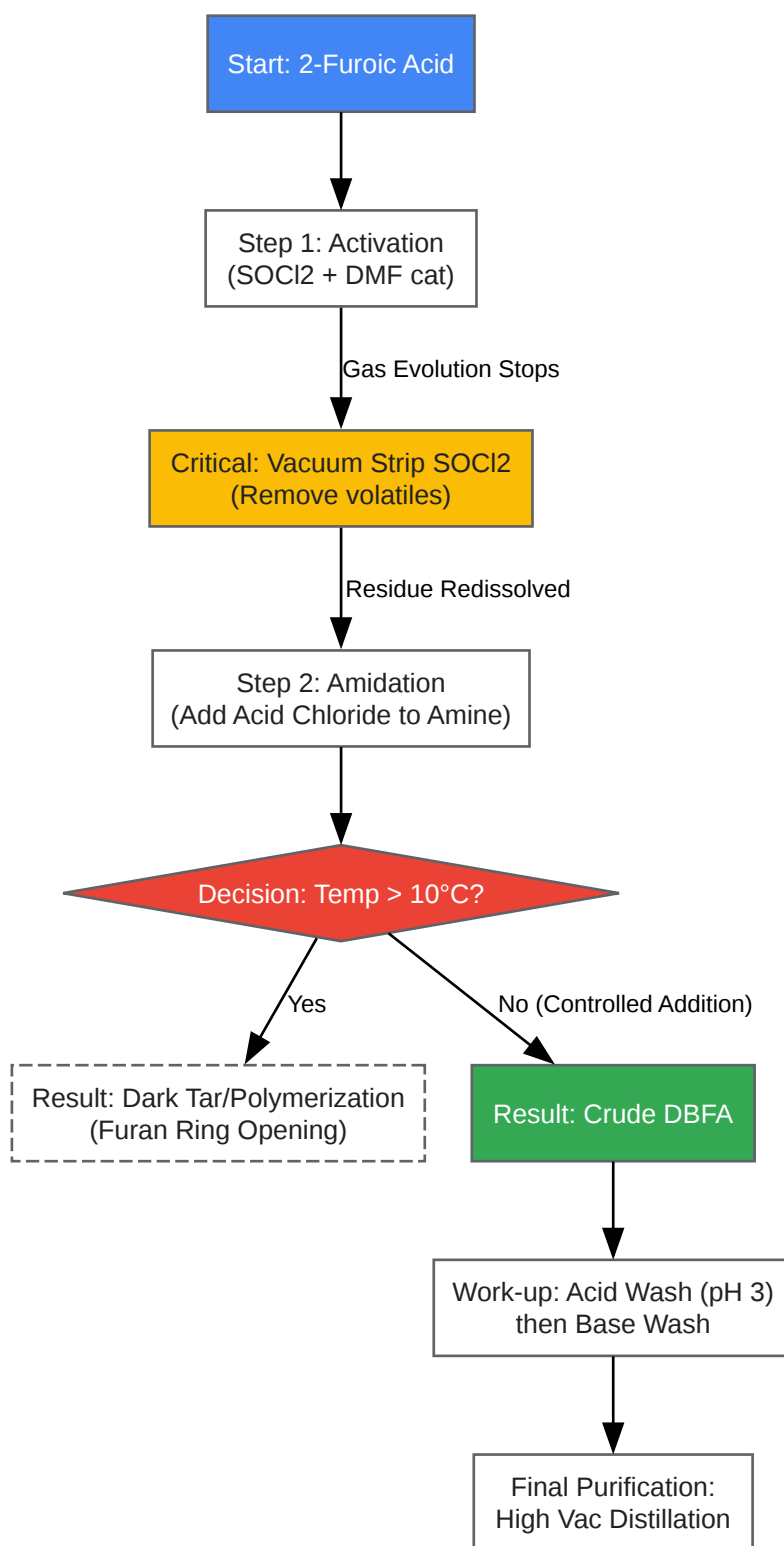 Start: 2-Furoic Acid
Step 1: Activation
(SOCl2 + DMF cat)
Gas Evolution Stops
Critical: Vacuum Strip SOCl2
(Remove volatiles)
Residue Redissolved
Step 2: Amidation
(Add Acid Chloride to Amine)
Decision: Temp > 10°C?
Yes
No (Controlled Addition)
Result: Dark Tar/Polymerization
(Furan Ring Opening)
Result: Crude DBFA
Work-up: Acid Wash (pH 3)
then Base Wash
Final Purification:
High Vac Distillation